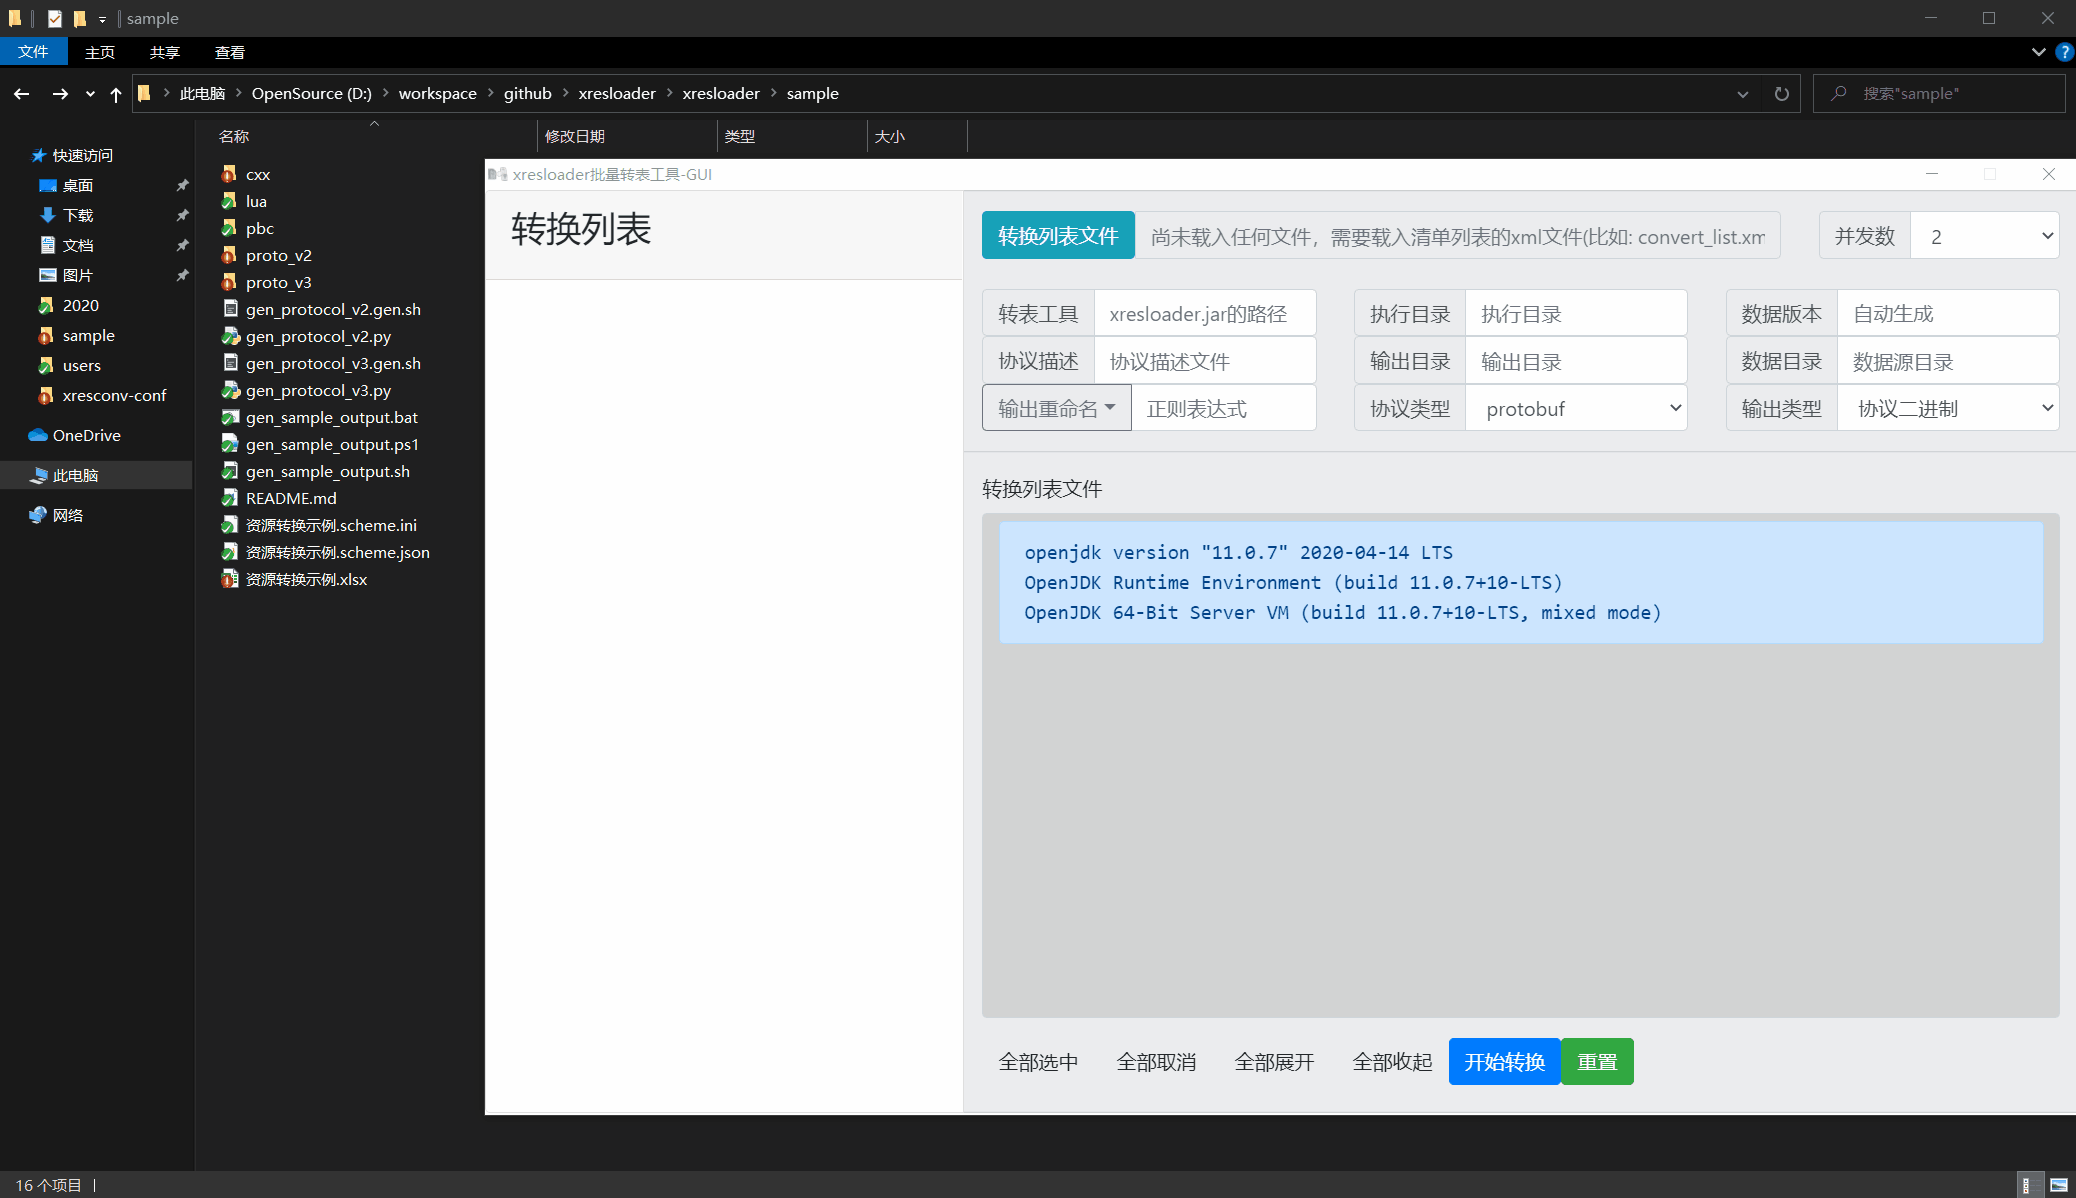 sample
文件 主页 共享 查看
此电脑 OpenSource (D:) workspace github xresloader xresloader sample
搜索"sample"
快速访问
桌面
下载
文档
图片
2020
sample
users
xresconv-conf
OneDrive
此电脑
网络
名称 修改日期 类型 大小
cxx
lua
pbc
proto_v2
proto_v3
gen_protocol_v2.gen.sh
gen_protocol_v2.py
gen_protocol_v3.gen.sh
gen_protocol_v3.py
gen_sample_output.bat
gen_sample_output.ps1
gen_sample_output.sh
README.md
资源转换示例.scheme.ini
资源转换示例.scheme.json
资源转换示例.xlsx
xresloader批量转表工具-GUI
转换列表
转换列表文件 尚未载入任何文件，需要载入清单列表的xml文件(比如: convert_list.xm 并发数 2
转表工具 xresloader.jar的路径 执行目录 执行目录 数据版本 自动生成
协议描述 协议描述文件 输出目录 输出目录 数据目录 数据源目录
输出重命名 正则表达式 协议类型 protobuf 输出类型 协议二进制
转换列表文件
openjdk version "11.0.7" 2020-04-14 LTS
OpenJDK Runtime Environment (build 11.0.7+10-LTS)
OpenJDK 64-Bit Server VM (build 11.0.7+10-LTS, mixed mode)
全部选中 全部取消 全部展开 全部收起 开始转换 重置
16 个项目